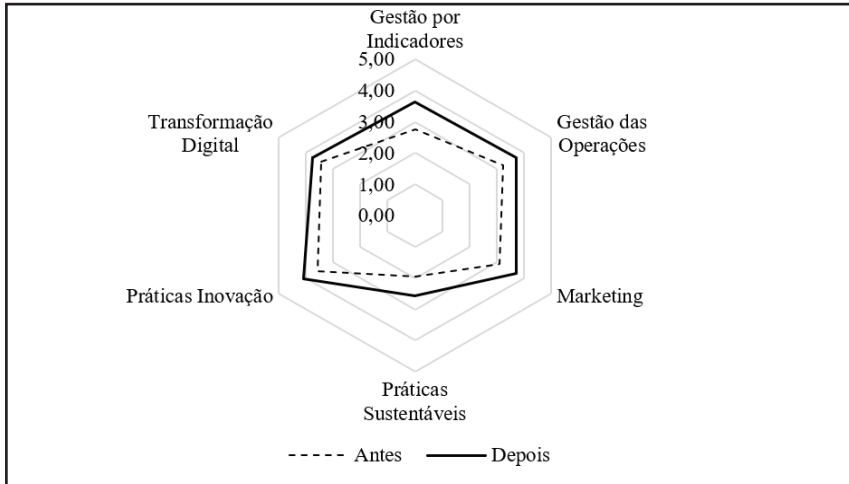 Gestão por
Indicadores
5,00
4,00
3,00
2,00
1,00
0,00
Gestão das
Operações
Marketing
Práticas
Sustentáveis
Práticas Inovação
Transformação
Digital
Antes
Depois